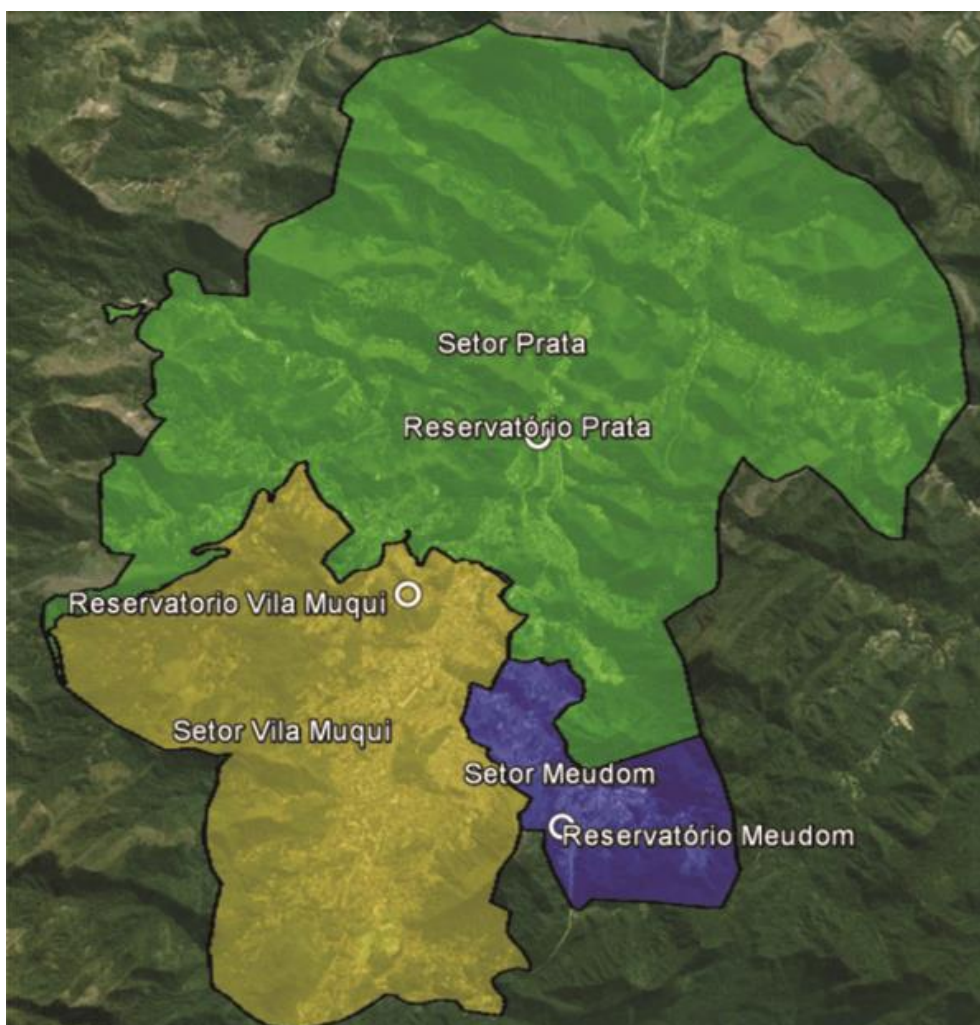 Setor Prata
Reservatório Prata
Reservatorio Vila Muqui
Setor Vila Muqui
Setor Meudom
Reservatório Meudom